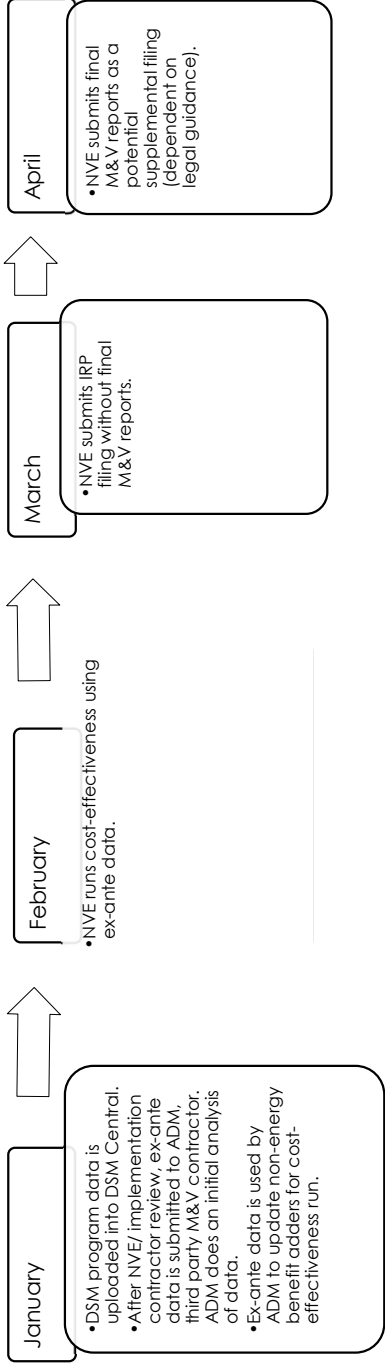 January
•DSM program data is
uploaded into DSM Central.
•After NVE/ implementation
contractor review, ex-ante
data is submitted to ADM,
third party M&V contractor.
ADM does an initial analysis
of data.
•Ex-ante data is used by
ADM to update non-energy
benefit adders for cost-
effectiveness run.
February
•NVE runs cost-effectiveness using
ex-ante data.
March
•NVE submits IRP
filing without final
M&V reports.
April
•NVE submits final
M&V reports as a
potential
supplemental filing
(dependent on
legal guidance).